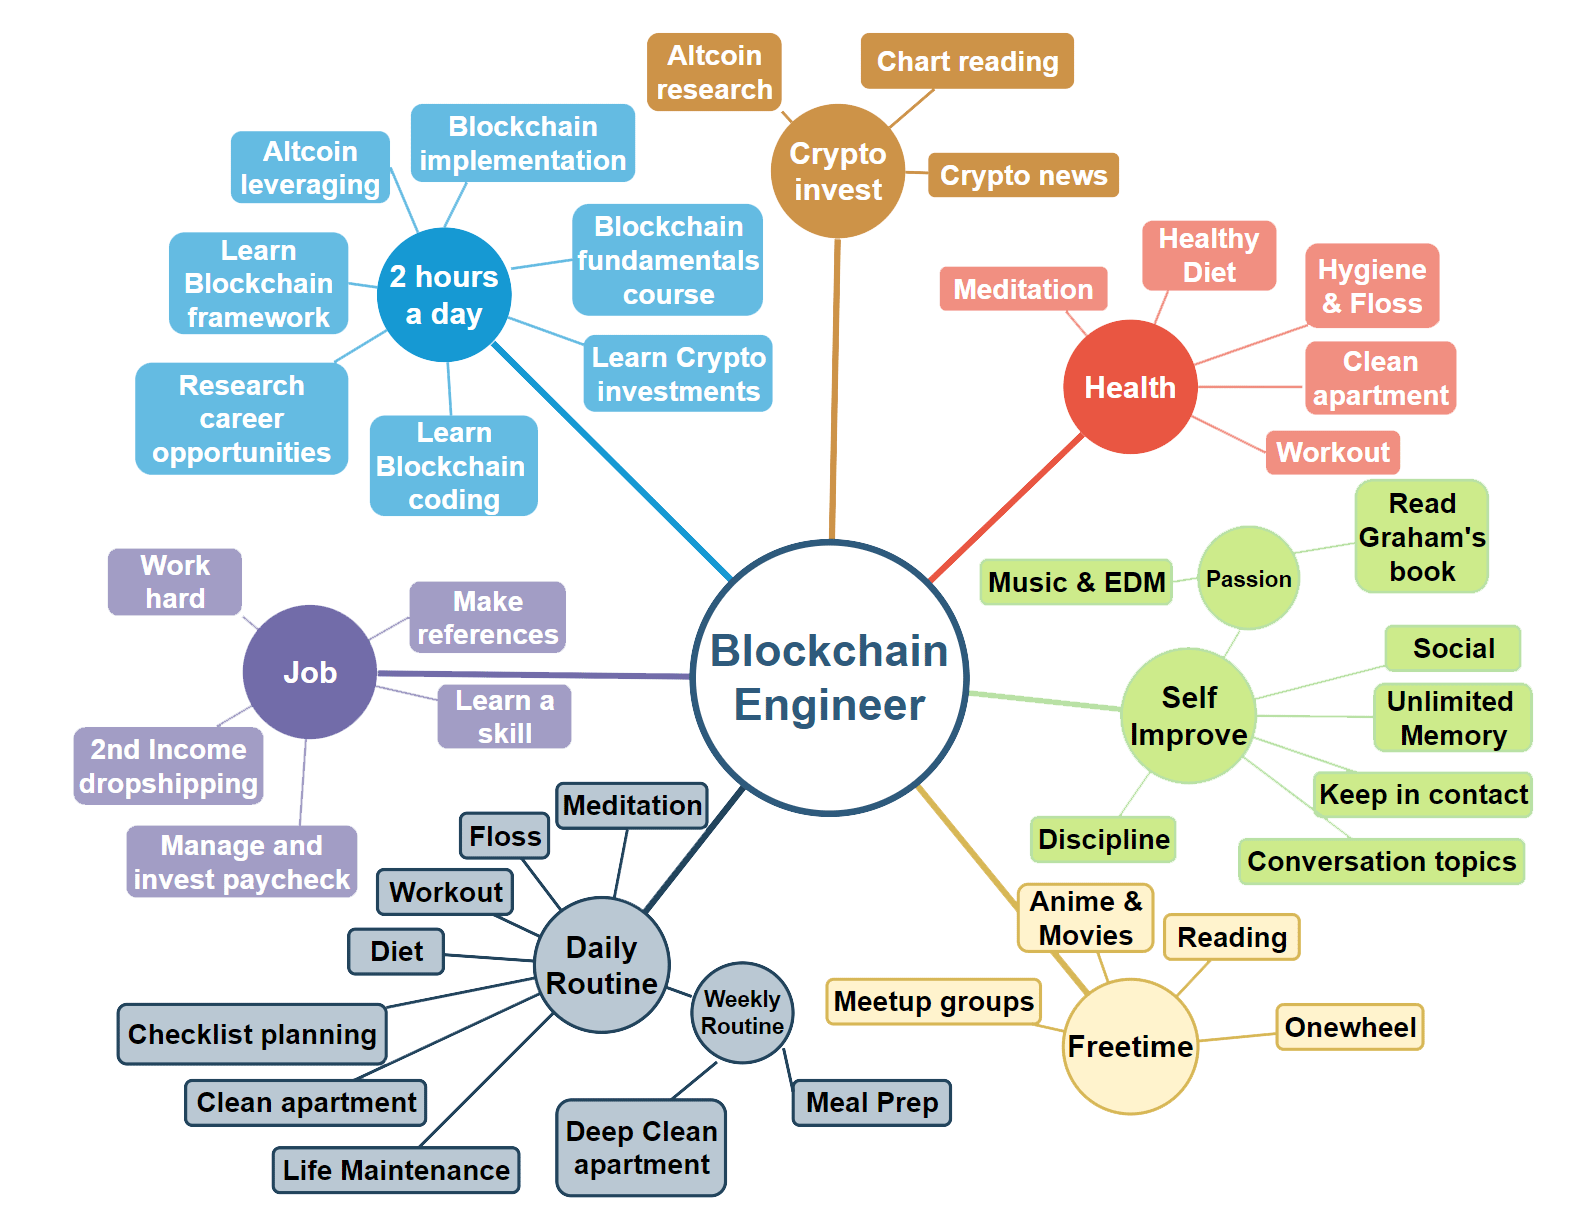 Altcoin
research
Chart reading
Crypto
invest
Crypto news
Blockchain
implementation
Altcoin
leveraging
Blockchain
fundamentals
course
Learn
Blockchain
framework
2 hours
a day
Learn Crypto
investments
Research
career
opportunities
Learn
Blockchain
coding
Healthy
Diet
Meditation
Hygiene
& Floss
Health
Clean
apartment
Workout
Read
Graham's
book
Music & EDM
Passion
Social
Self
Improve
Unlimited
Memory
Keep in contact
Discipline
Conversation topics
Blockchain
Engineer
Work
hard
Make
references
Job
Learn a
skill
2nd Income
dropshipping
Manage and
invest paycheck
Meditation
Floss
Workout
Diet
Daily
Routine
Checklist planning
Clean apartment
Life Maintenance
Weekly
Routine
Deep Clean
apartment
Meal Prep
Anime &
Movies
Reading
Meetup groups
Onewheel
Freetime